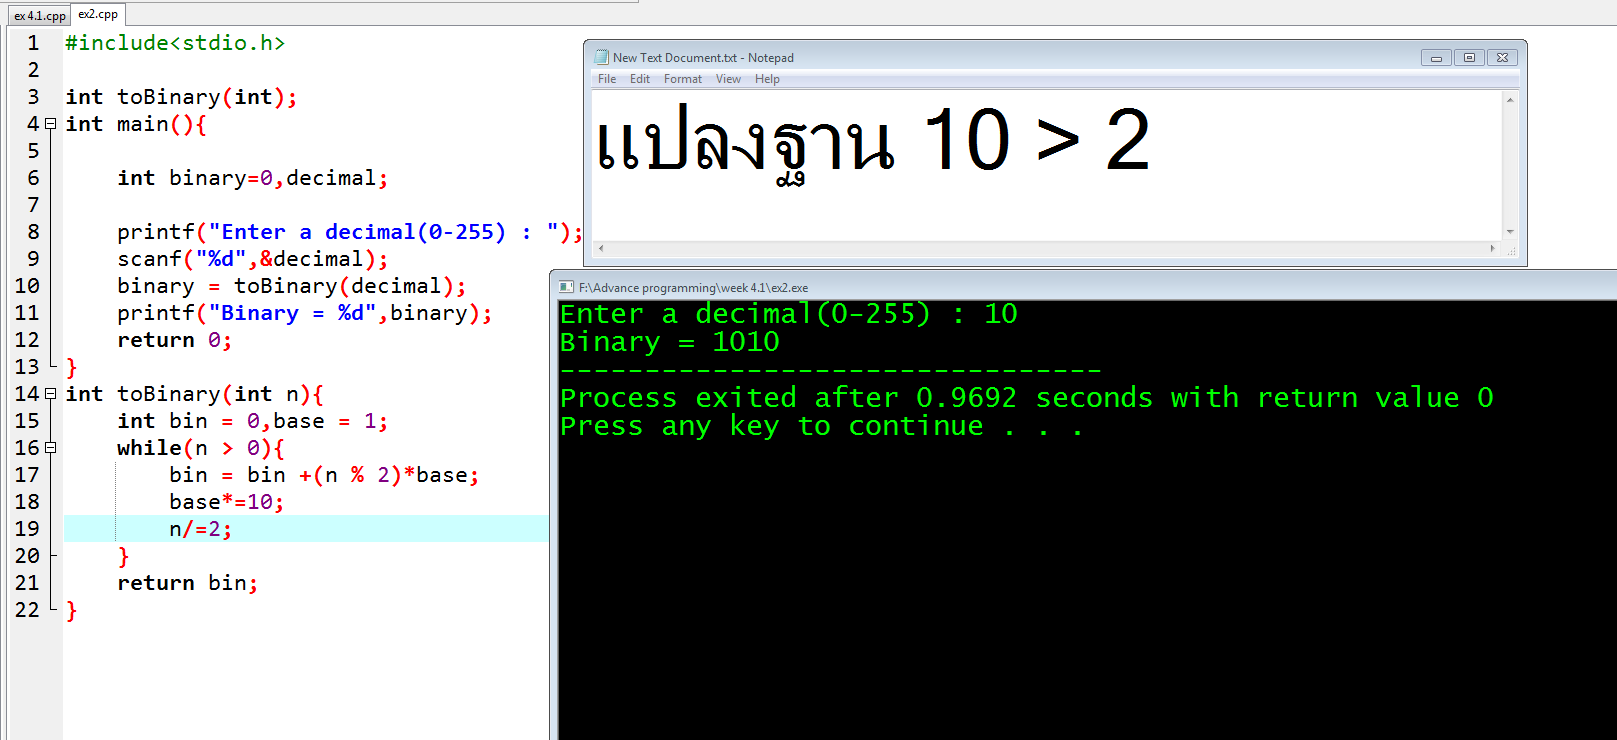 ex 4.1.cpp ex2.cpp
1 #include<stdio.h>
2
3 int toBinary(int);
4 int main(){
5
6 int binary=0,decimal;
7
8 printf("Enter a decimal(0-255) : ");
9 scanf("%d",&decimal);
10 binary = toBinary(decimal);
11 printf("Binary = %d",binary);
12 return 0;
13 }
14 int toBinary(int n){
15 int bin = 0,base = 1;
16 while(n > 0){
17 bin = bin +(n % 2)*base;
18 base*=10;
19 n/=2;
20 }
21 return bin;
22 }
New Text Document.txt - Notepad
File Edit Format View Help
แปลงฐาน 10 > 2
F:\Advance programming\week 4.1\ex2.exe
Enter a decimal(0-255) : 10
Binary = 1010
--------------------------------
Process exited after 0.9692 seconds with return value 0
Press any key to continue . . .